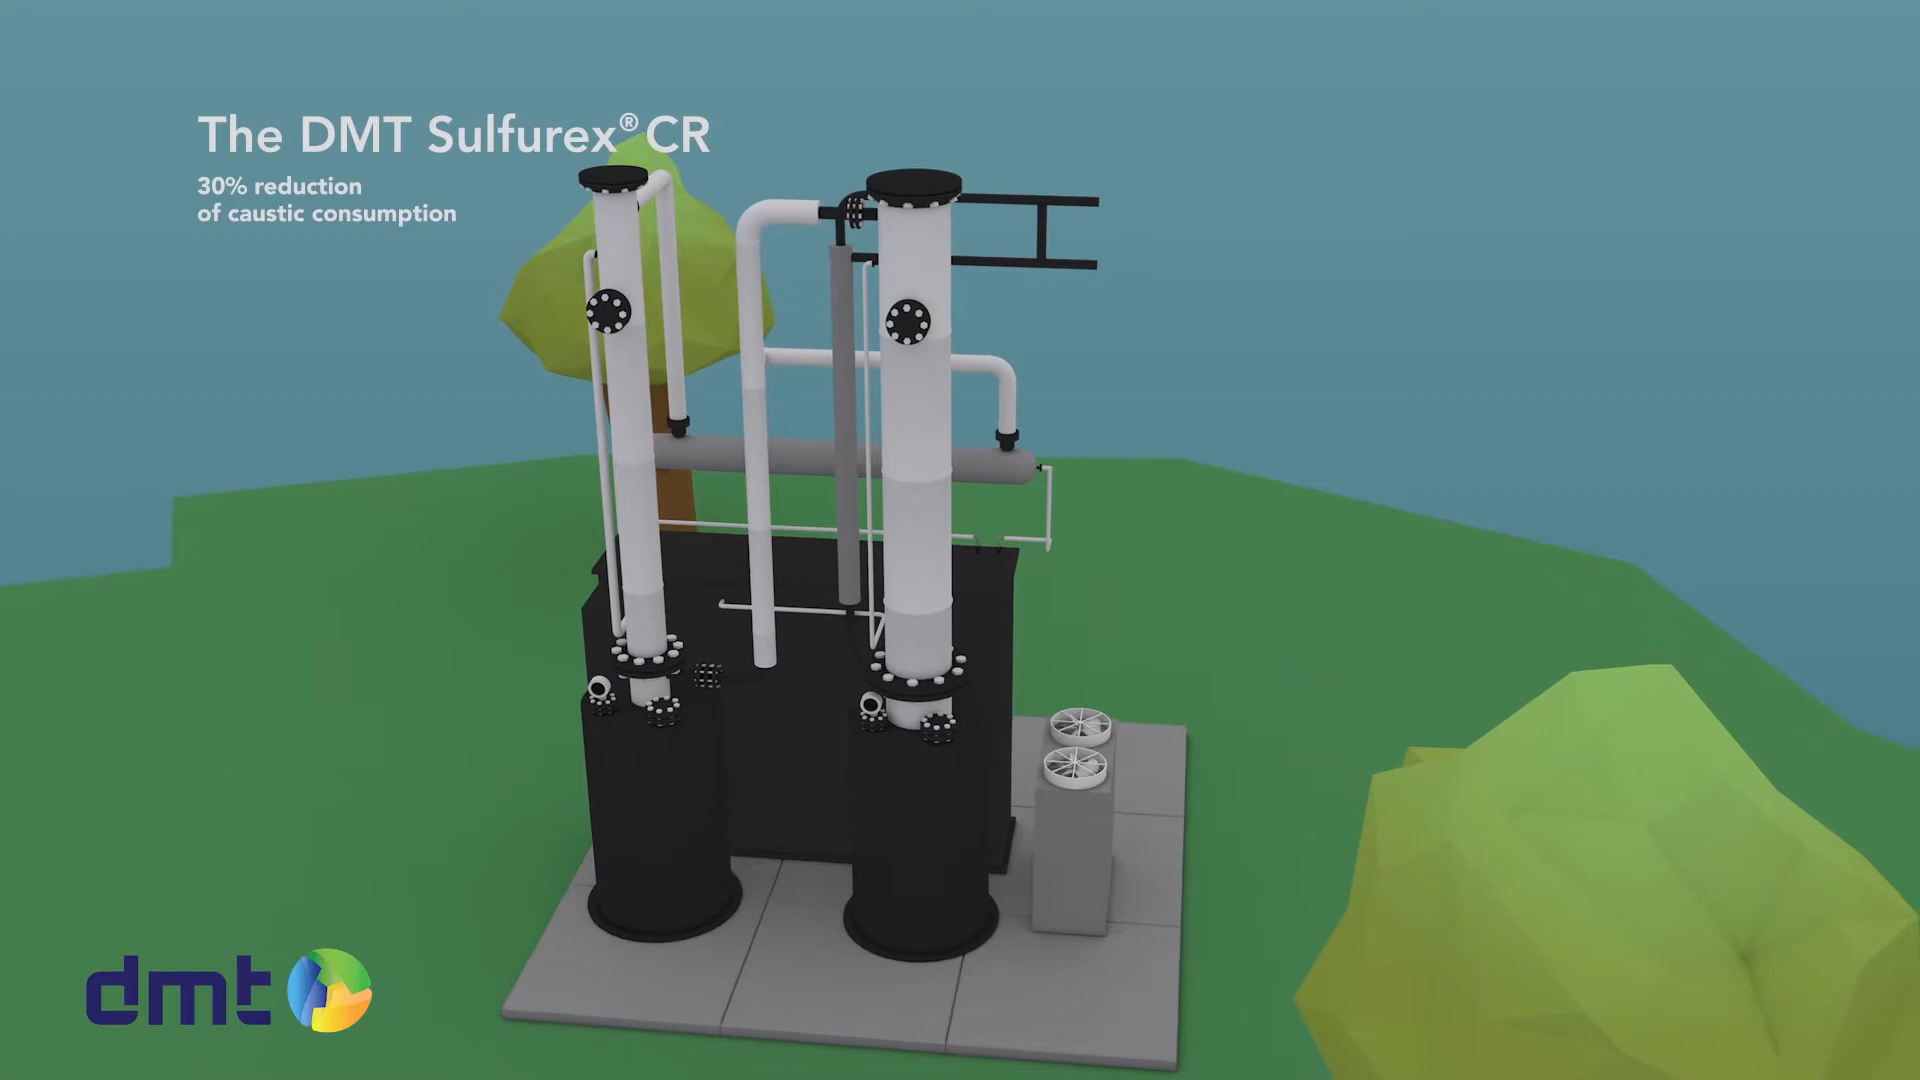 The DMT Sulfurex® CR
30% reduction
of caustic consumption
dmt